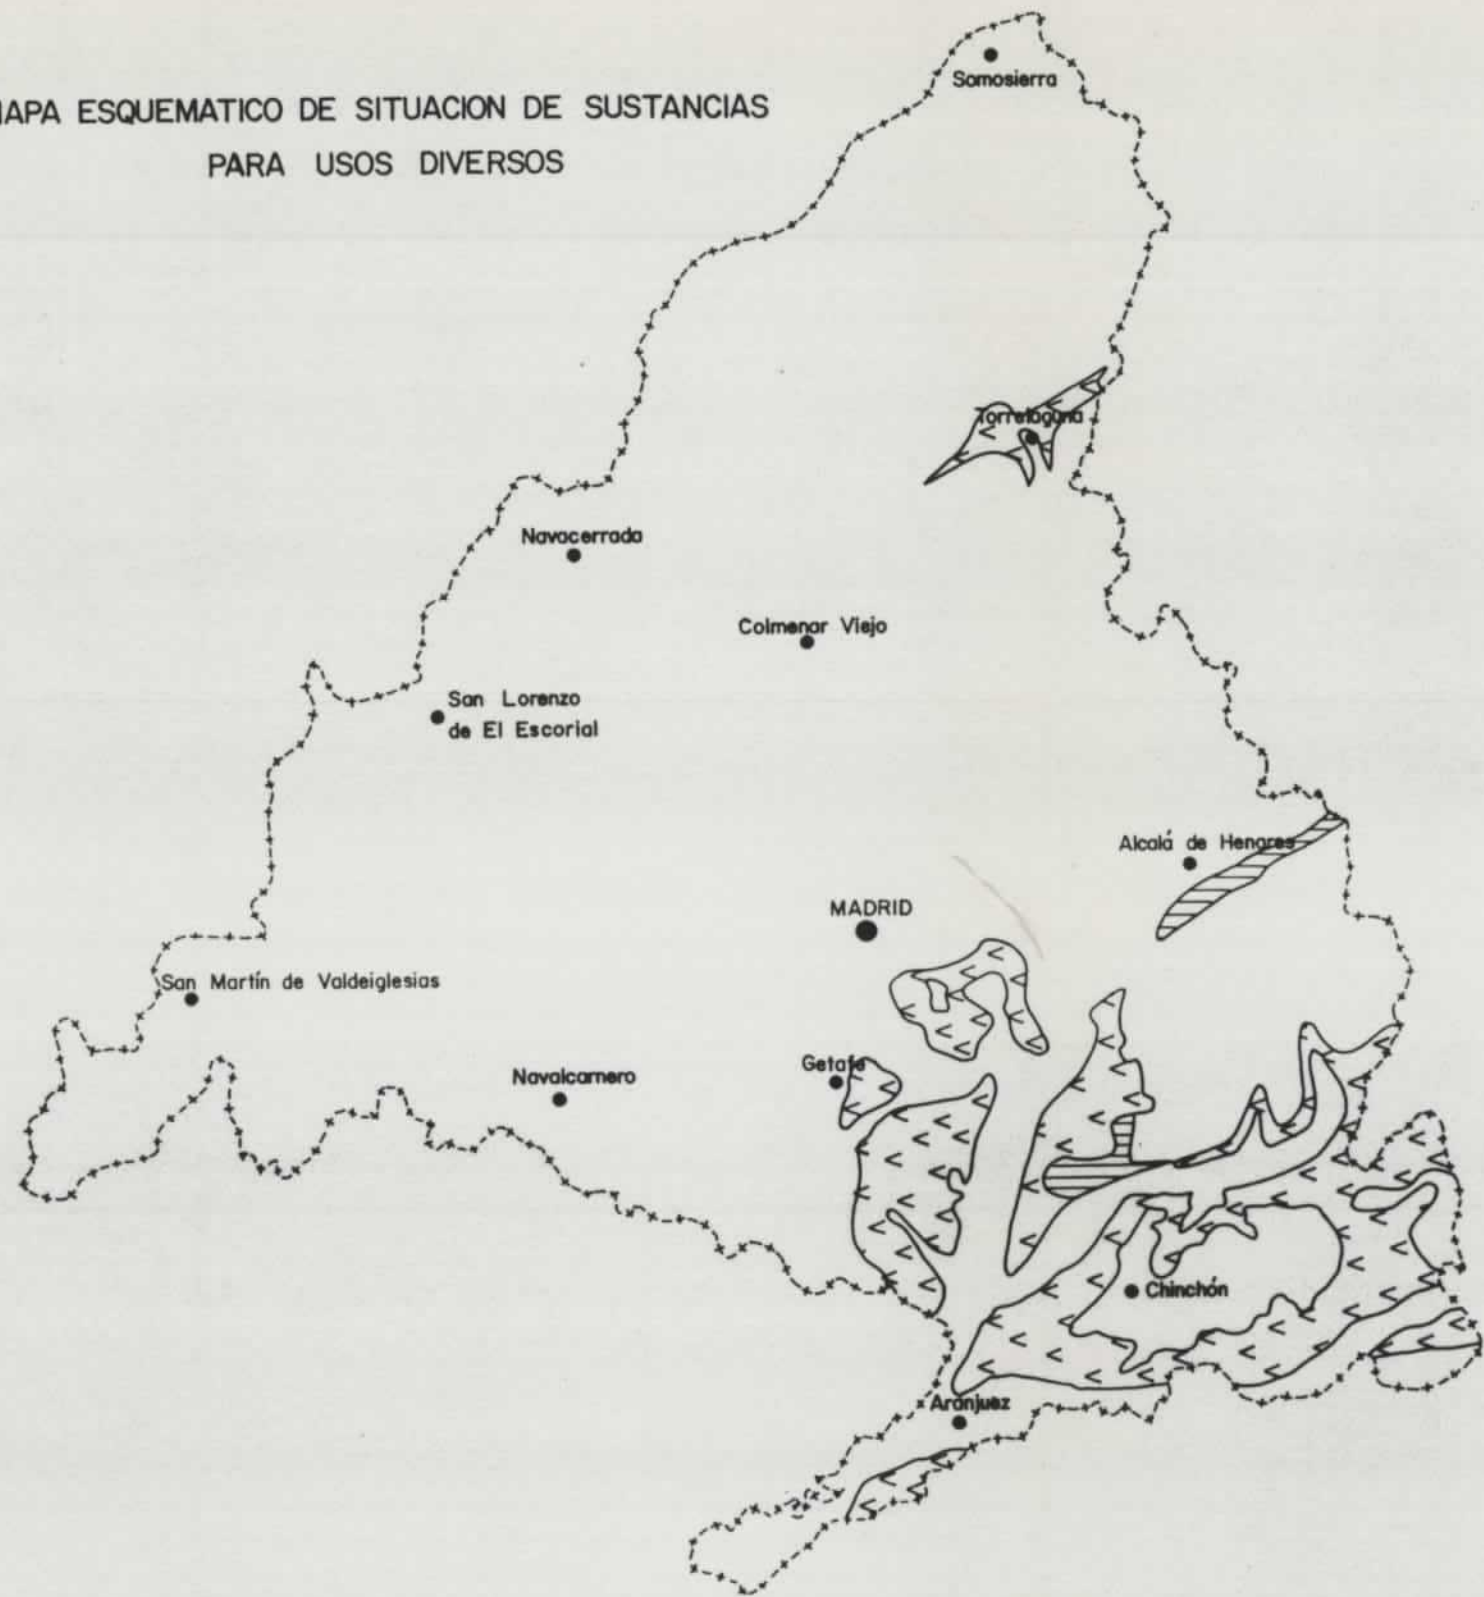 MAPA ESQUEMATICO DE SITUACION DE SUSTANCIAS
PARA USOS DIVERSOS
Somosierra
Torrelaguna
Navacerrada
Colmenar Viejo
San Lorenzo
de El Escorial
Alcalá de Henares
MADRID
San Martín de Valdeiglesias
Getafe
Navalcarnero
Chinchón
Aranjuez